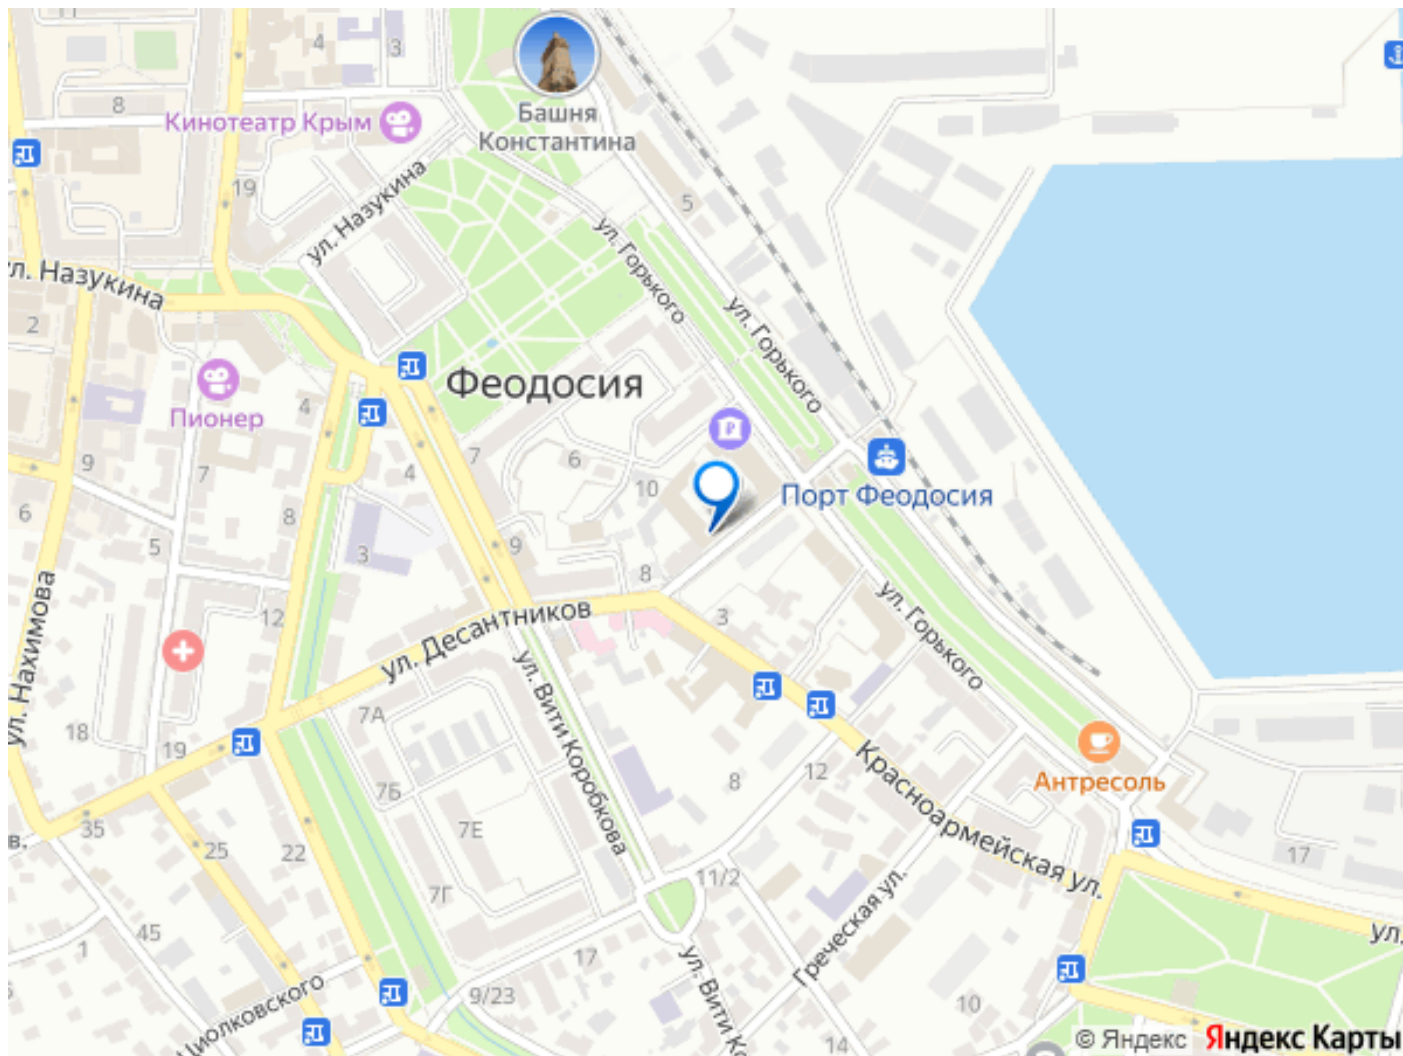 4
3
8
Кинотеатр Крым
Башня
Константина
19
ул. Назукина
5
ул. Горького
ул. Горького
л. Назукина
2
Пионер
4
Феодосия
9
7
4
7
6
10
Порт Феодосия
6
8
5
3
9
8
12
3
ул. Десантников
ул. Горького
ул. Нахимова
ул. Вити Коробкова
7А
18
19
7Б
8
12
Антресоль
Красноармейская ул.
35
25
22
7Е
7Г
11/2
17
в.
Греческая ул.
45
1
17
ул.
ул. Вити Ко
Циолковского
9/23
10
14
© Яндекс Яндекс Карты